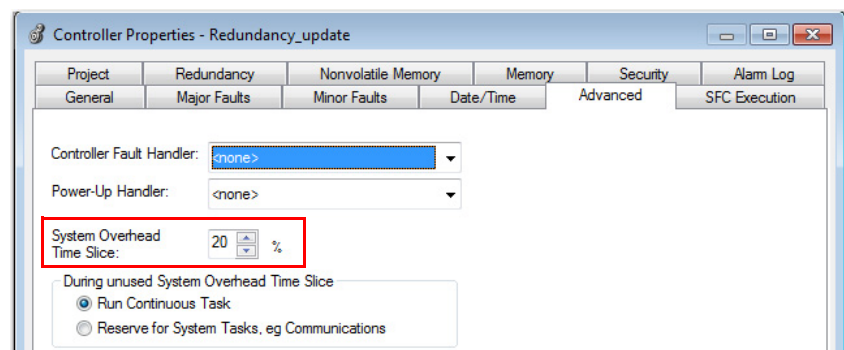 Controller Properties - Redundancy_update
Project Redundancy Nonvolatile Memory Memory Security Alarm Log
General Major Faults Minor Faults Date/Time Advanced SFC Execution
Controller Fault Handler: <none>
Power-Up Handler: <none>
System Overhead
Time Slice: 20 %
During unused System Overhead Time Slice
Run Continuous Task
Reserve for System Tasks, eg Communications